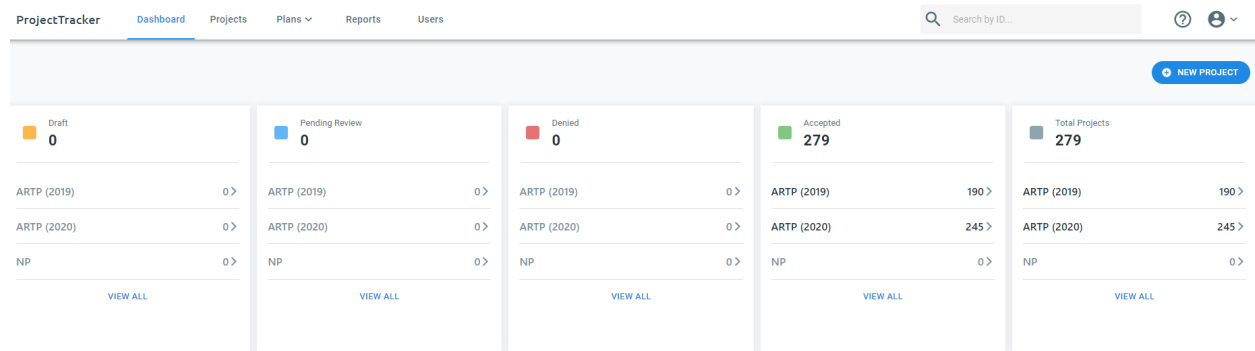 ProjectTracker Dashboard Projects Plans Reports Users Search by ID...
NEW PROJECT
Draft
0
ARTP (2019) 0
ARTP (2020) 0
NP 0
VIEW ALL
Pending Review
0
ARTP (2019) 0
ARTP (2020) 0
NP 0
VIEW ALL
Denied
0
ARTP (2019) 0
ARTP (2020) 0
NP 0
VIEW ALL
Accepted
279
ARTP (2019) 190
ARTP (2020) 245
NP 0
VIEW ALL
Total Projects
279
ARTP (2019) 190
ARTP (2020) 245
NP 0
VIEW ALL